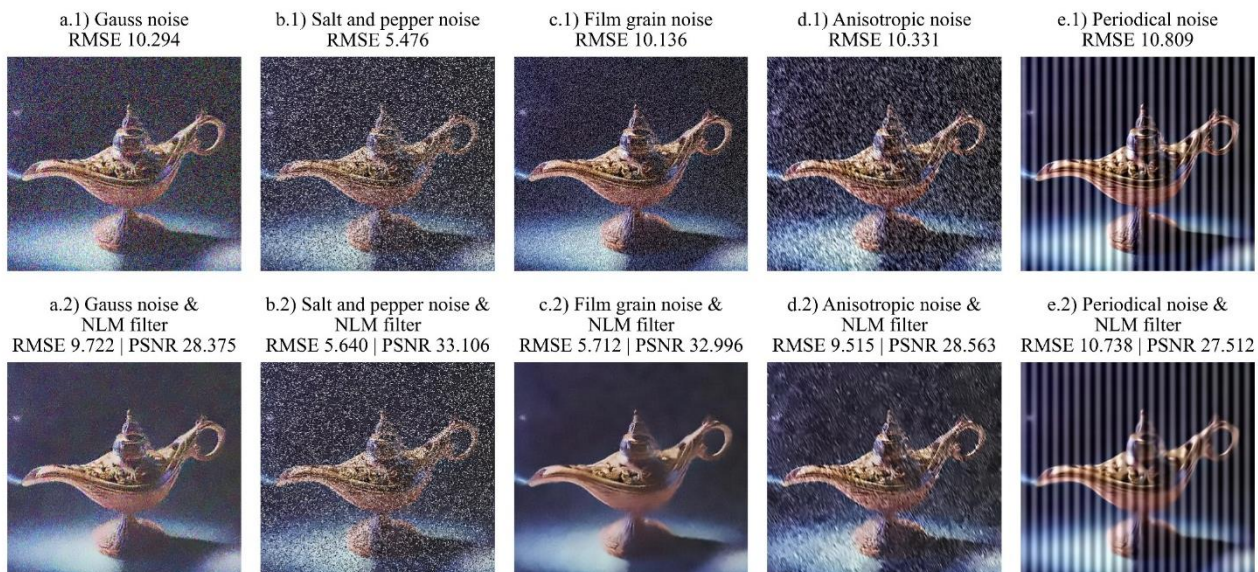 a.1) Gauss noise
RMSE 10.294
b.1) Salt and pepper noise
RMSE 5.476
c.1) Film grain noise
RMSE 10.136
d.1) Anisotropic noise
RMSE 10.331
e.1) Periodical noise
RMSE 10.809
a.2) Gauss noise &
NLM filter
RMSE 9.722 | PSNR 28.375
b.2) Salt and pepper noise &
NLM filter
RMSE 5.640 | PSNR 33.106
c.2) Film grain noise &
NLM filter
RMSE 5.712 | PSNR 32.996
d.2) Anisotropic noise &
NLM filter
RMSE 9.515 | PSNR 28.563
e.2) Periodical noise &
NLM filter
RMSE 10.738 | PSNR 27.512